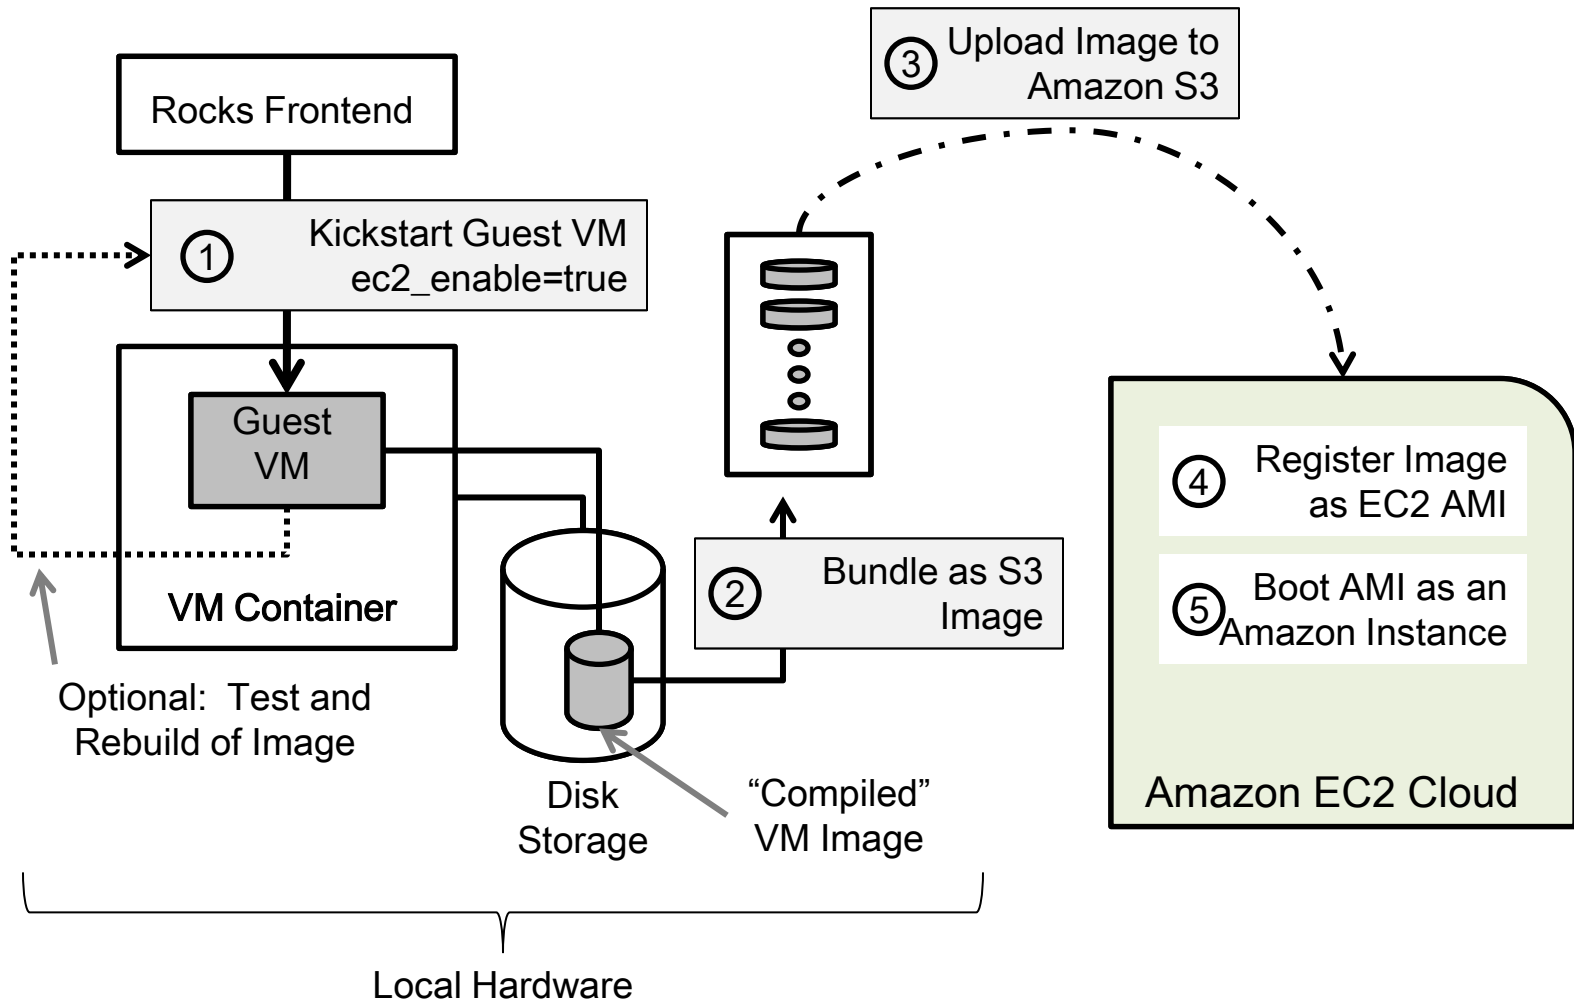 3
Upload Image to
Amazon S3
Rocks Frontend
1
Kickstart Guest VM
ec2_enable=true
Guest
VM
VM Container
Optional:  Test and
Rebuild of Image
2
Bundle as S3
Image
Disk
Storage
“Compiled”
VM Image
4
Register Image
as EC2 AMI
5
Boot AMI as an
Amazon Instance
Amazon EC2 Cloud
Local Hardware